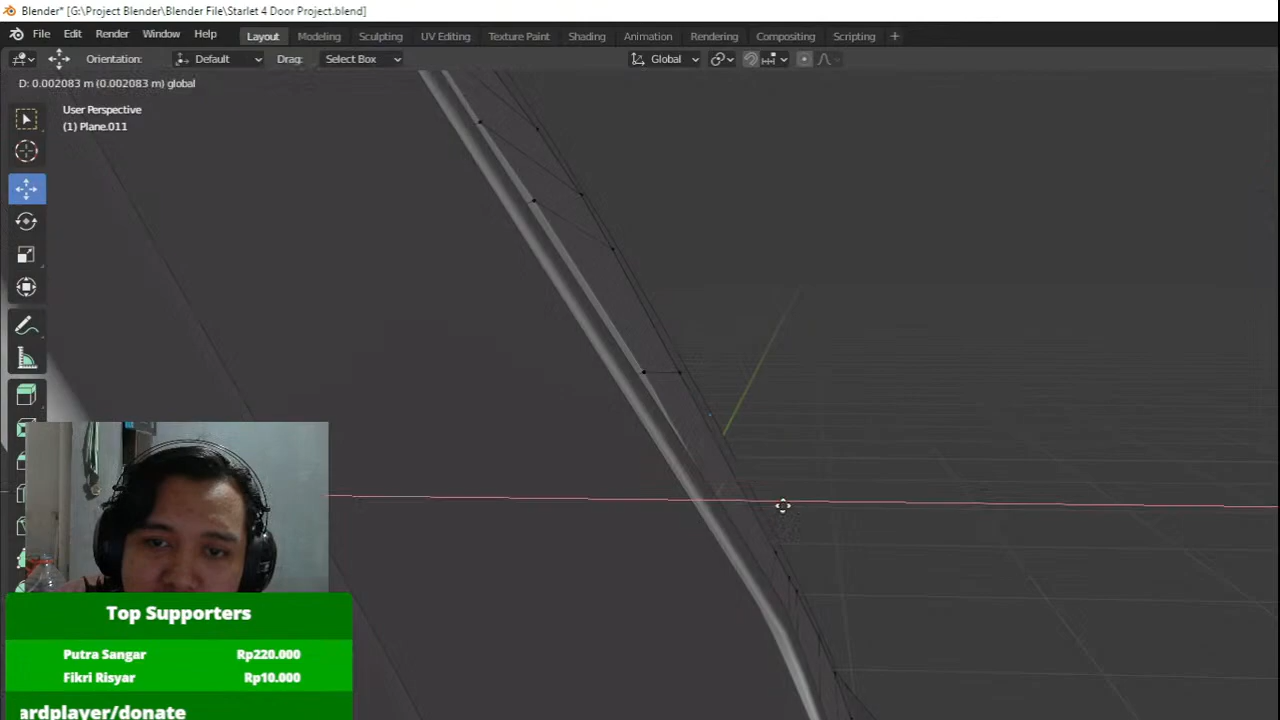 Blender* [G:\Project Blender\Blender File\Starlet 4 Door Project.blend]
File Edit Render Window Help Layout Modeling Sculpting UV Editing Texture Paint Shading Animation Rendering Compositing Scripting +
Orientation: Default Drag: Select Box Global
D: 0.002083 m (0.002083 m) global
User Perspective
(1) Plane.011
Top Supporters
Putra Sangar Rp220.000
Fikri Risyar Rp10.000
ardplayer/donate